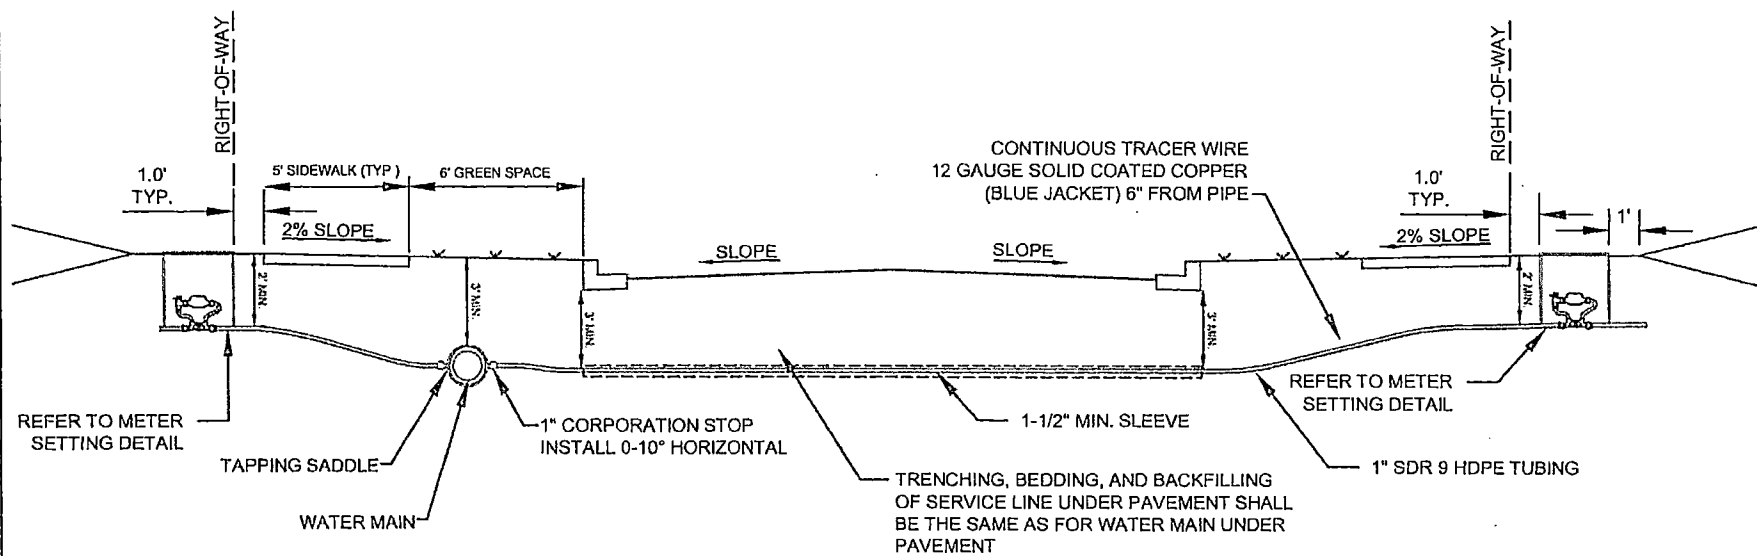 RIGHT-OF-WAY
RIGHT-OF-WAY
1.0'
TYP.
5' SIDEWALK (TYP )
6' GREEN SPACE
2% SLOPE
SLOPE
SLOPE
CONTINUOUS TRACER WIRE
12 GAUGE SOLID COATED COPPER
(BLUE JACKET) 6" FROM PIPE
1.0'
TYP.
1'
2% SLOPE
2' MIN.
3' MIN.
3' MIN.
3' MIN.
2' MIN.
REFER TO METER
SETTING DETAIL
TAPPING SADDLE
WATER MAIN
1" CORPORATION STOP
INSTALL 0-10° HORIZONTAL
1-1/2" MIN. SLEEVE
TRENCHING, BEDDING, AND BACKFILLING
OF SERVICE LINE UNDER PAVEMENT SHALL
BE THE SAME AS FOR WATER MAIN UNDER
PAVEMENT
REFER TO METER
SETTING DETAIL
1" SDR 9 HDPE TUBING